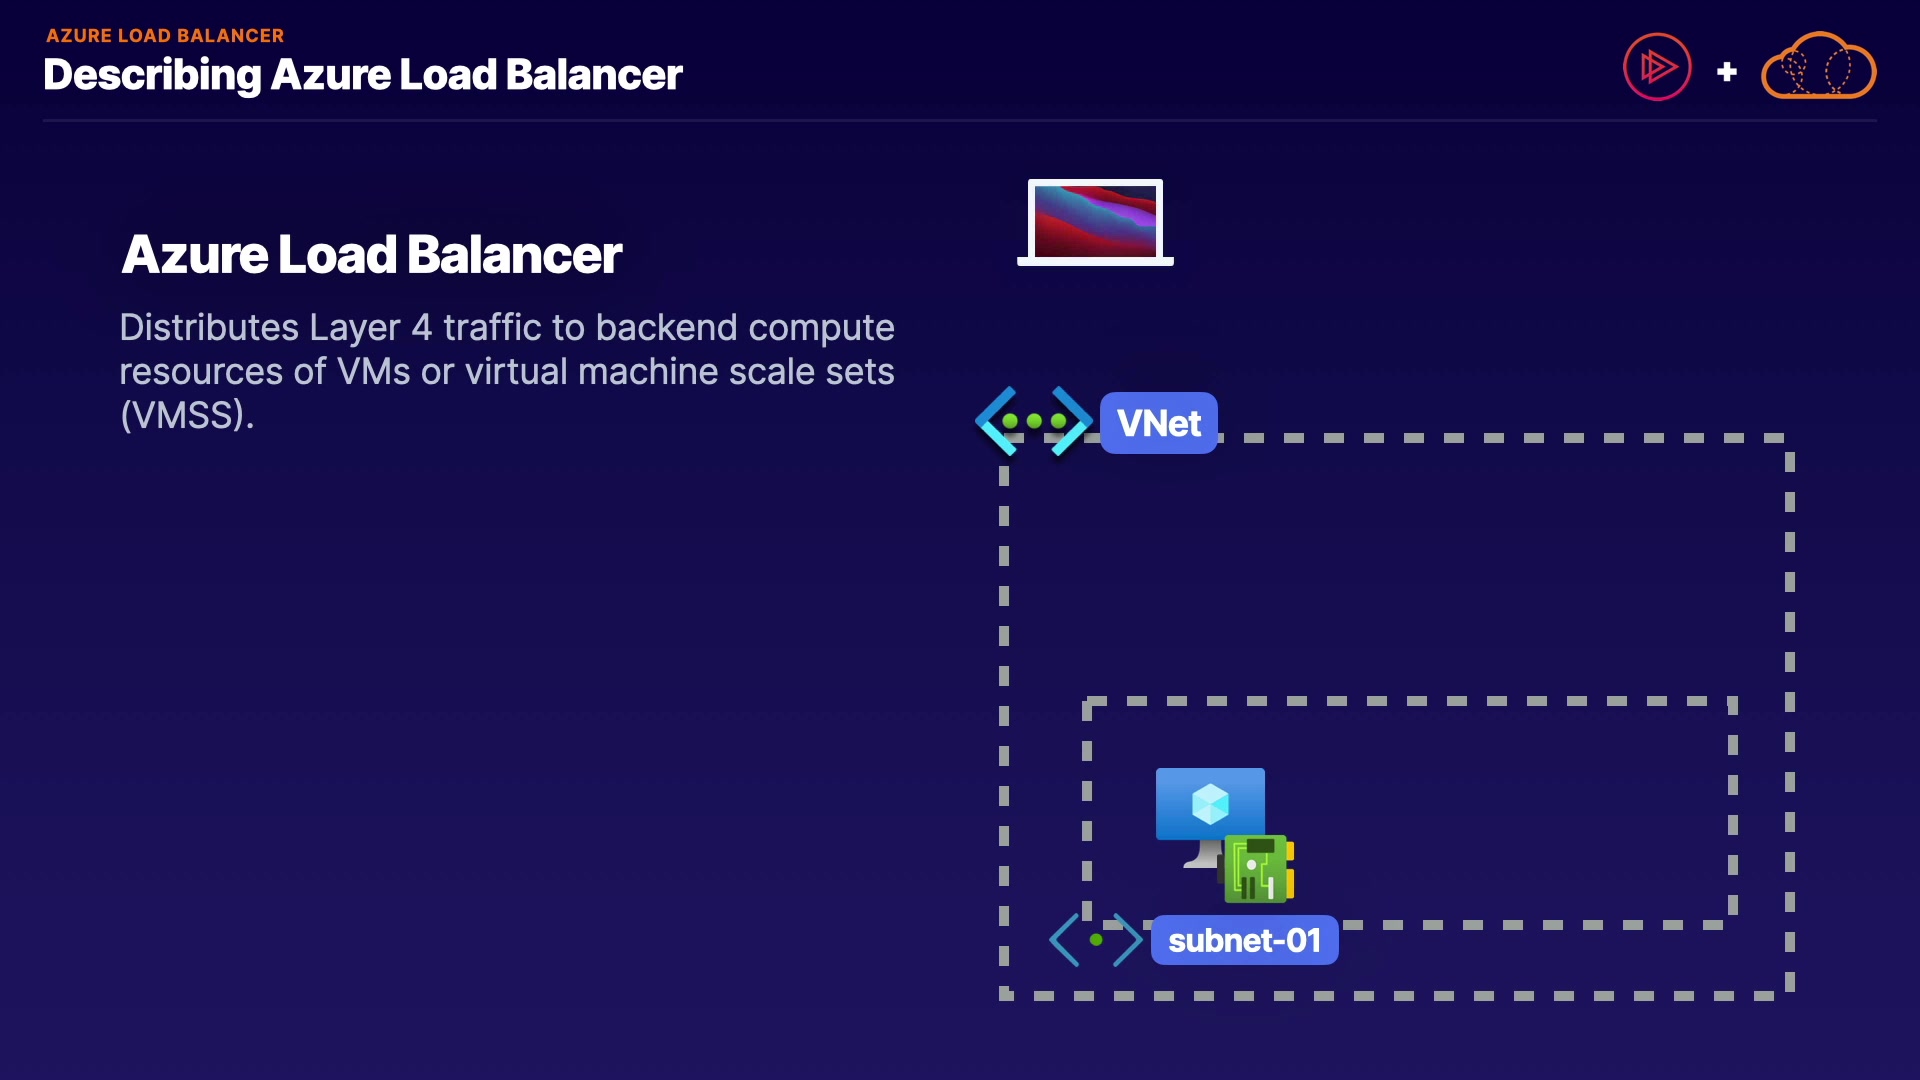 AZURE LOAD BALANCER
Describing Azure Load Balancer
+
Azure Load Balancer
Distributes Layer 4 traffic to backend compute
resources of VMs or virtual machine scale sets
(VMSS).
VNet
subnet-01